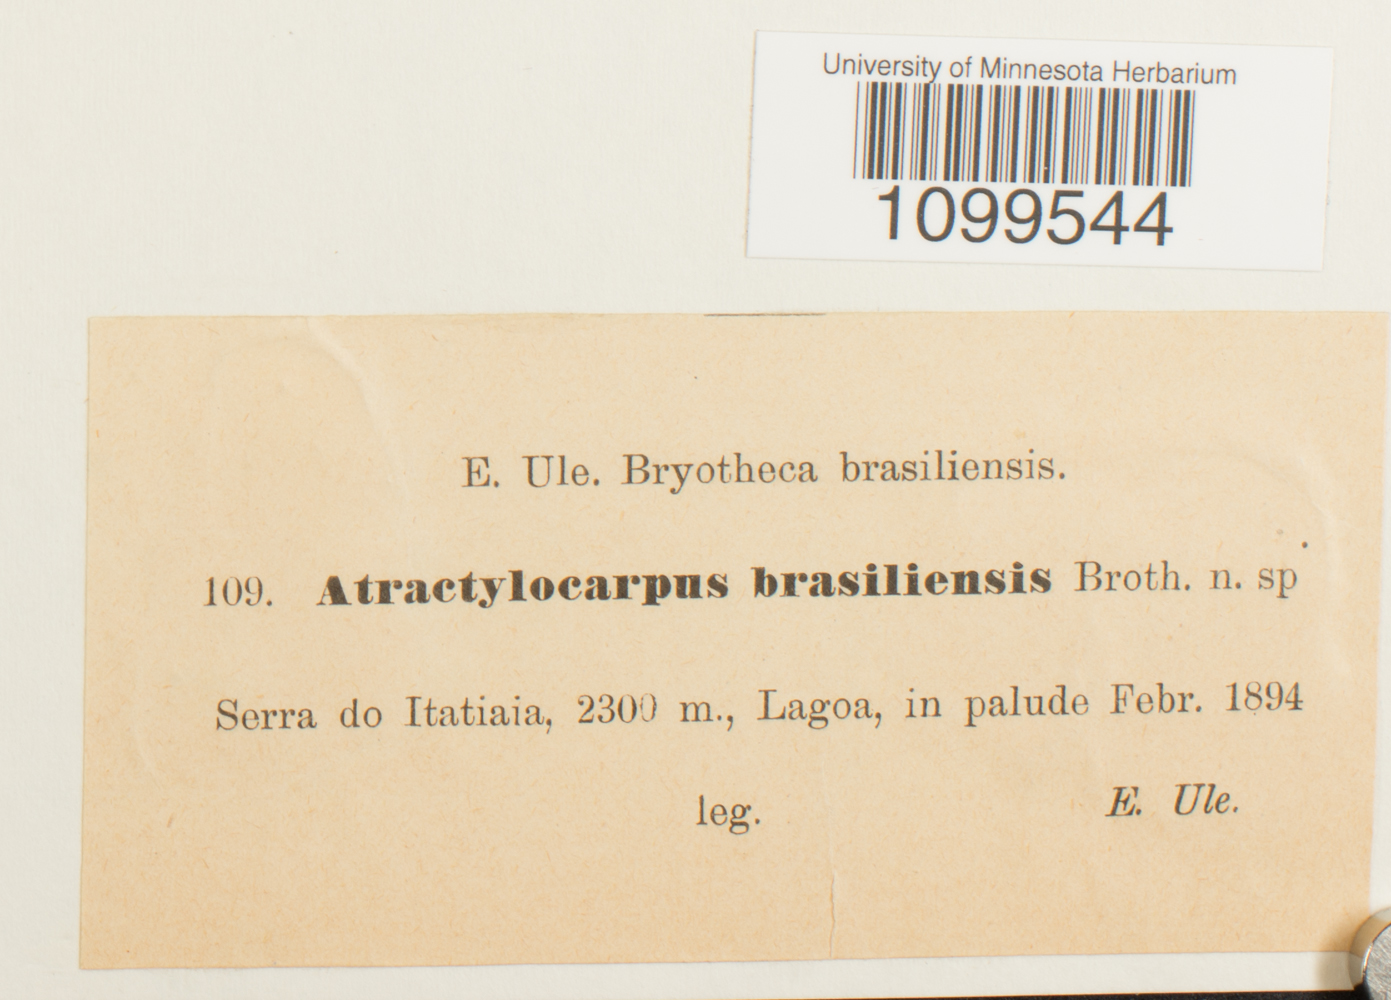 University of Minnesota Herbarium
1099544
E. Ule. Bryotheca brasiliensis.
109. Atractylocarpus brasiliensis Broth. n. sp
Serra do Itatiaia, 2300 m., Lagoa, in palude Febr. 1894
leg. E. Ule.